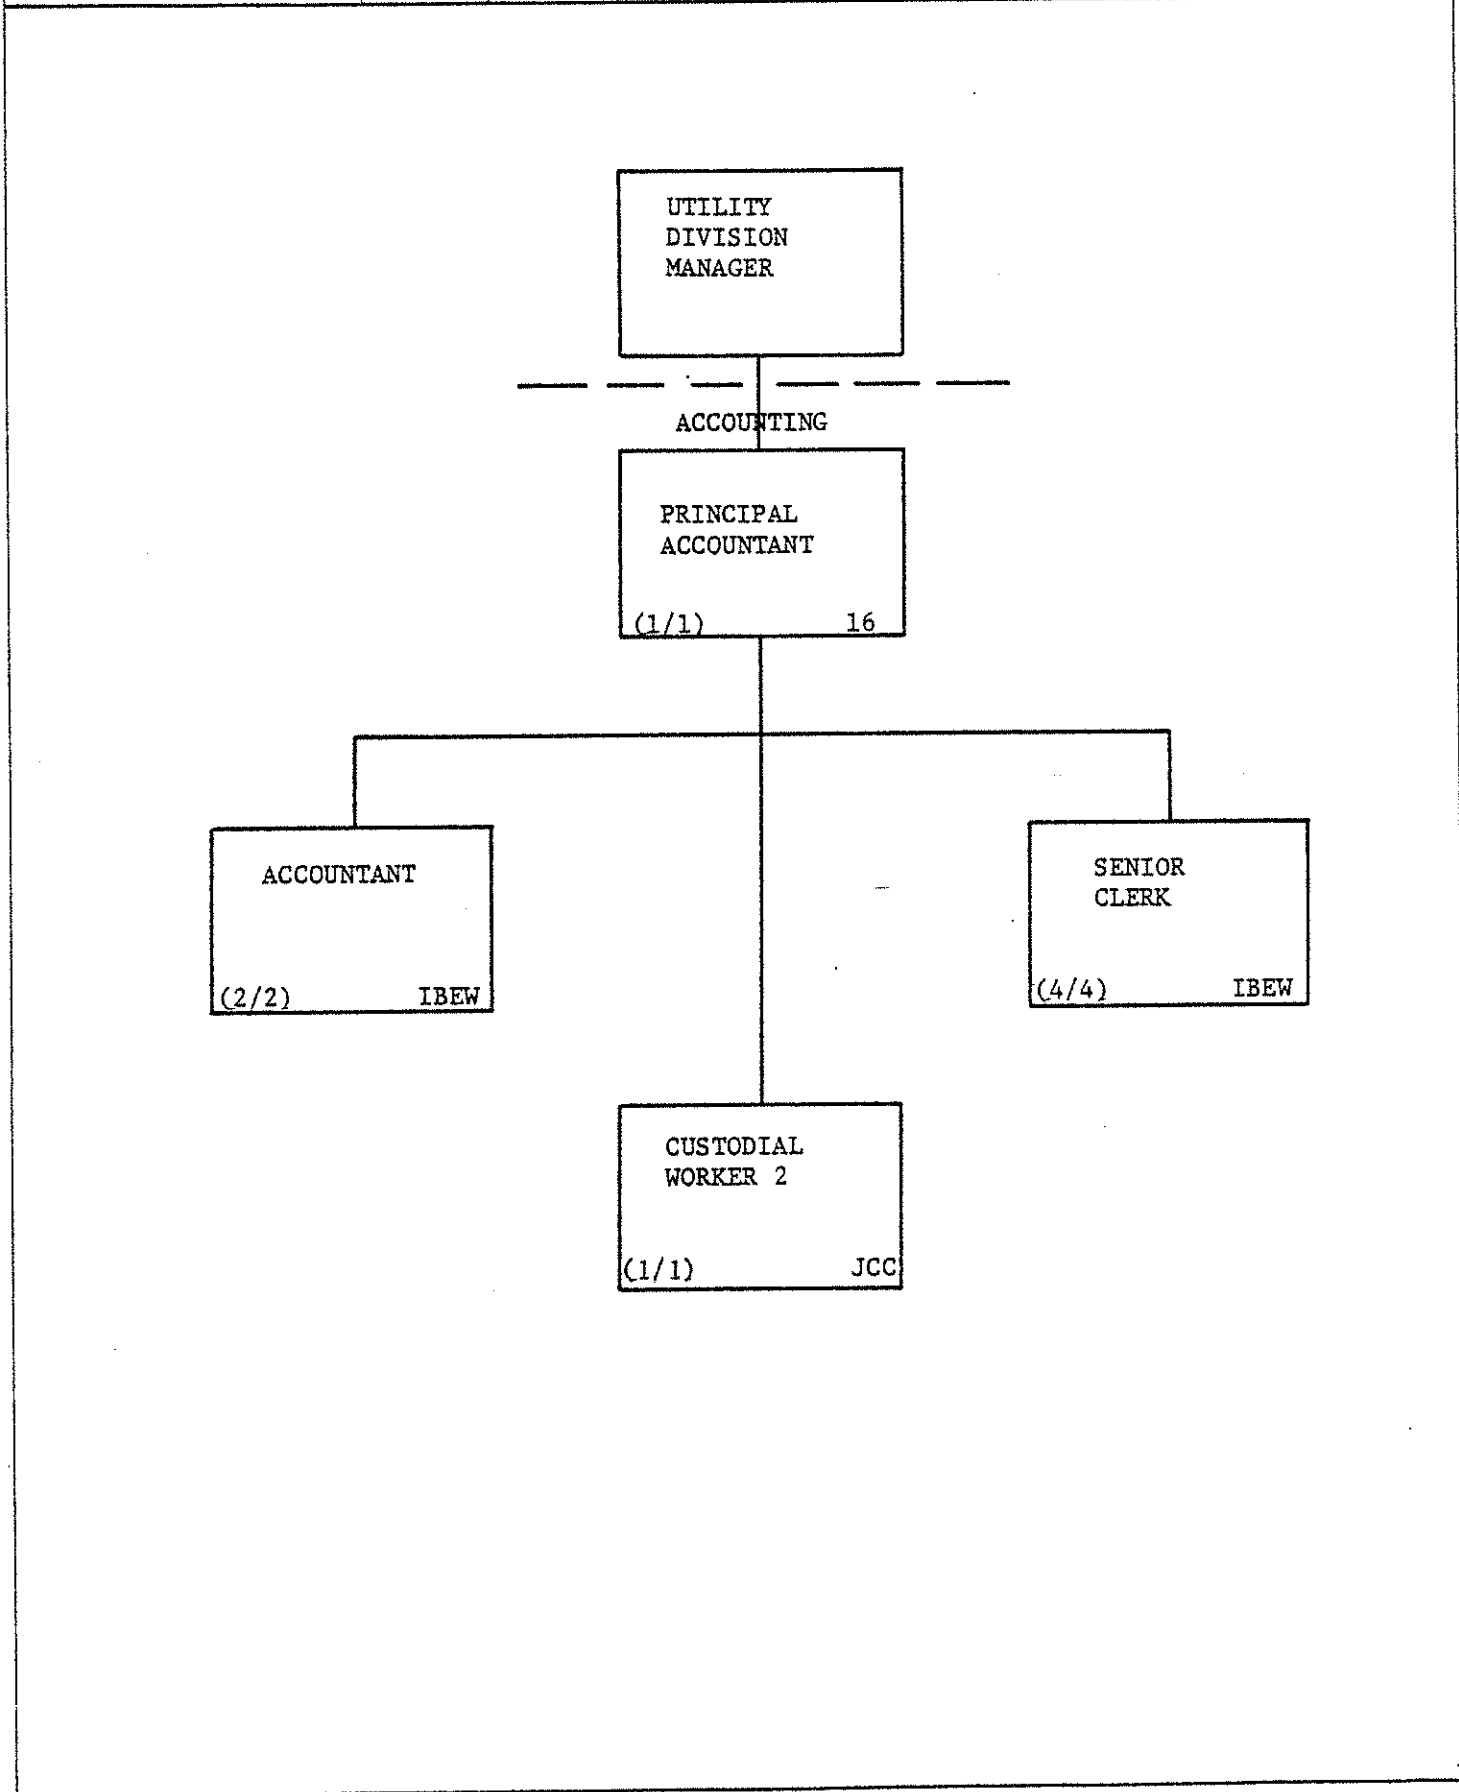 UTILITY
DIVISION
MANAGER
ACCOUNTING
PRINCIPAL
ACCOUNTANT
(1/1) 16
ACCOUNTANT
(2/2) IBEW
SENIOR
CLERK
(4/4) IBEW
CUSTODIAL
WORKER 2
(1/1) JCC